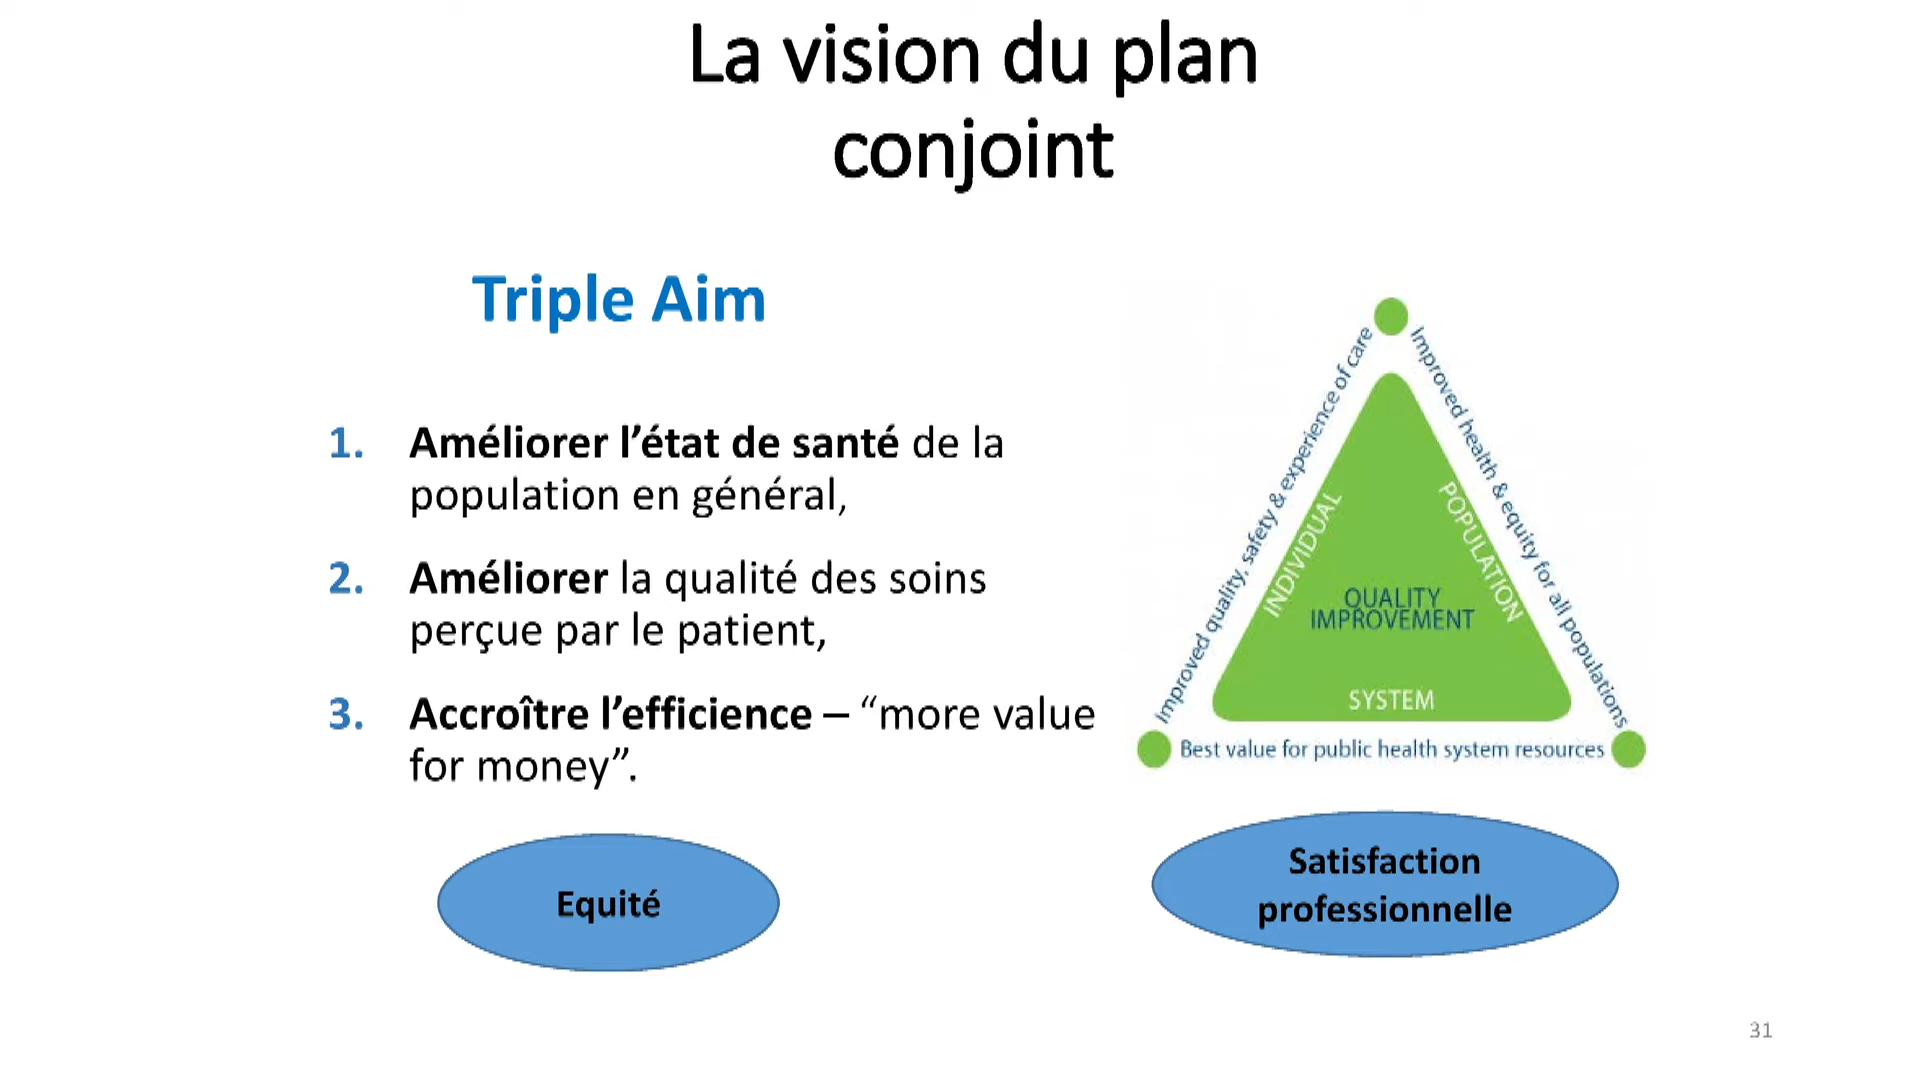 La vision du plan
conjoint
Triple Aim
1. Améliorer l’état de santé de la
population en général,
2. Améliorer la qualité des soins
perçue par le patient,
3. Accroître l’efficience – “more value
for money”.
Improved quality, safety & experience of care
Improved health & equity for all populations
INDIVIDUAL
POPULATION
QUALITY
IMPROVEMENT
SYSTEM
Best value for public health system resources
Equité
Satisfaction
professionnelle
31